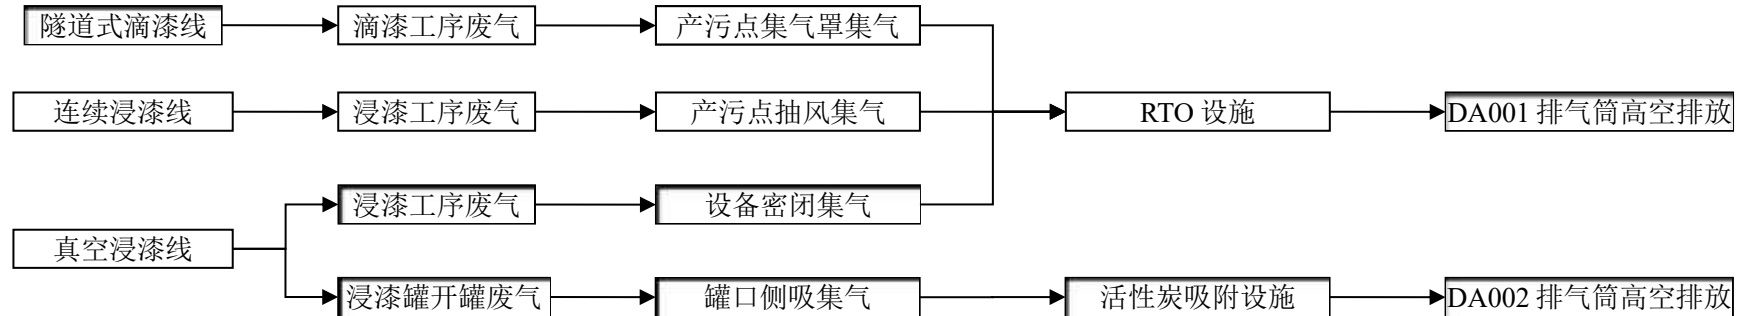 隧道式滴漆线
滴漆工序废气
产污点集气罩集气
连续浸漆线
浸漆工序废气
产污点抽风集气
RTO 设施
DA001 排气筒高空排放
浸漆工序废气
设备密闭集气
真空浸漆线
浸漆罐开罐废气
罐口侧吸集气
活性炭吸附设施
DA002 排气筒高空排放